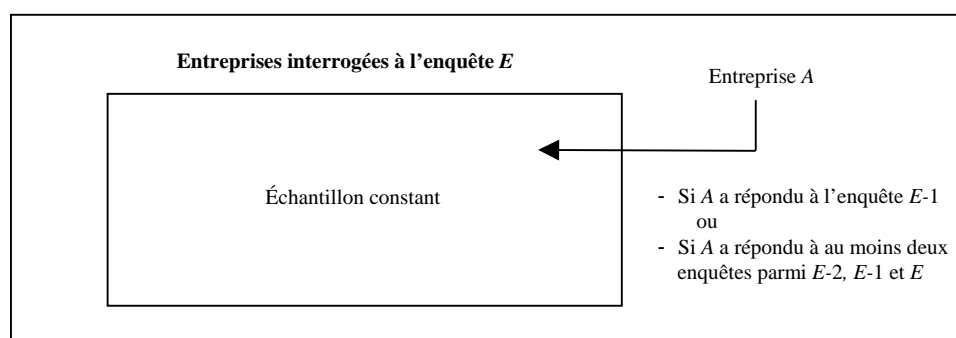 Entreprises interrogées à l’enquête E
Entreprise A
Échantillon constant
- Si A a répondu à l’enquête E-1
ou
- Si A a répondu à au moins deux
enquêtes parmi E-2, E-1 et E